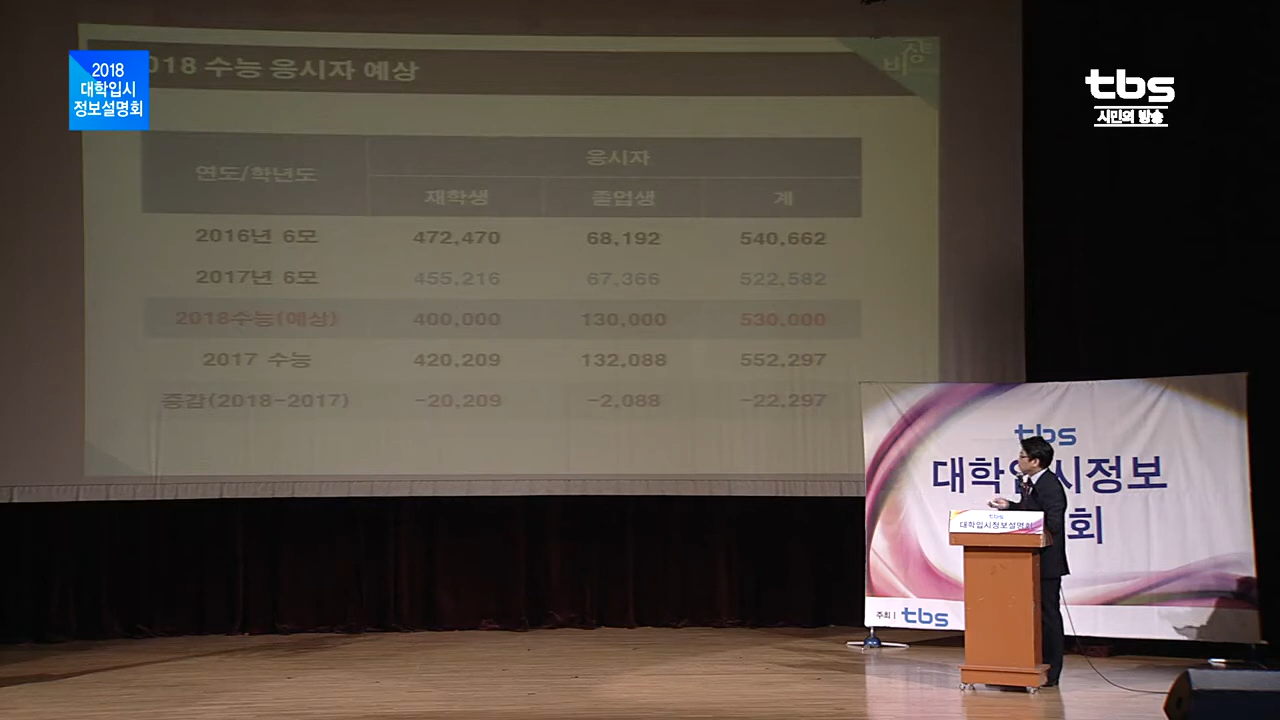 2018
대학입시
정보설명회
018 수능 응시자 예상
비상
tbs
시민의 방송
연도/학년도
응시자
재학생 졸업생 계
2016년 6모 472,470 68,192 540,662
2017년 6모 455,216 67,366 522,582
2018수능(예상) 400,000 130,000 530,000
2017 수능 420,209 132,088 552,297
증감(2018-2017) -20,209 -2,088 -22,297
tbs
대학입시정보
회
tbs
대학입시정보설명회
주최 | tbs